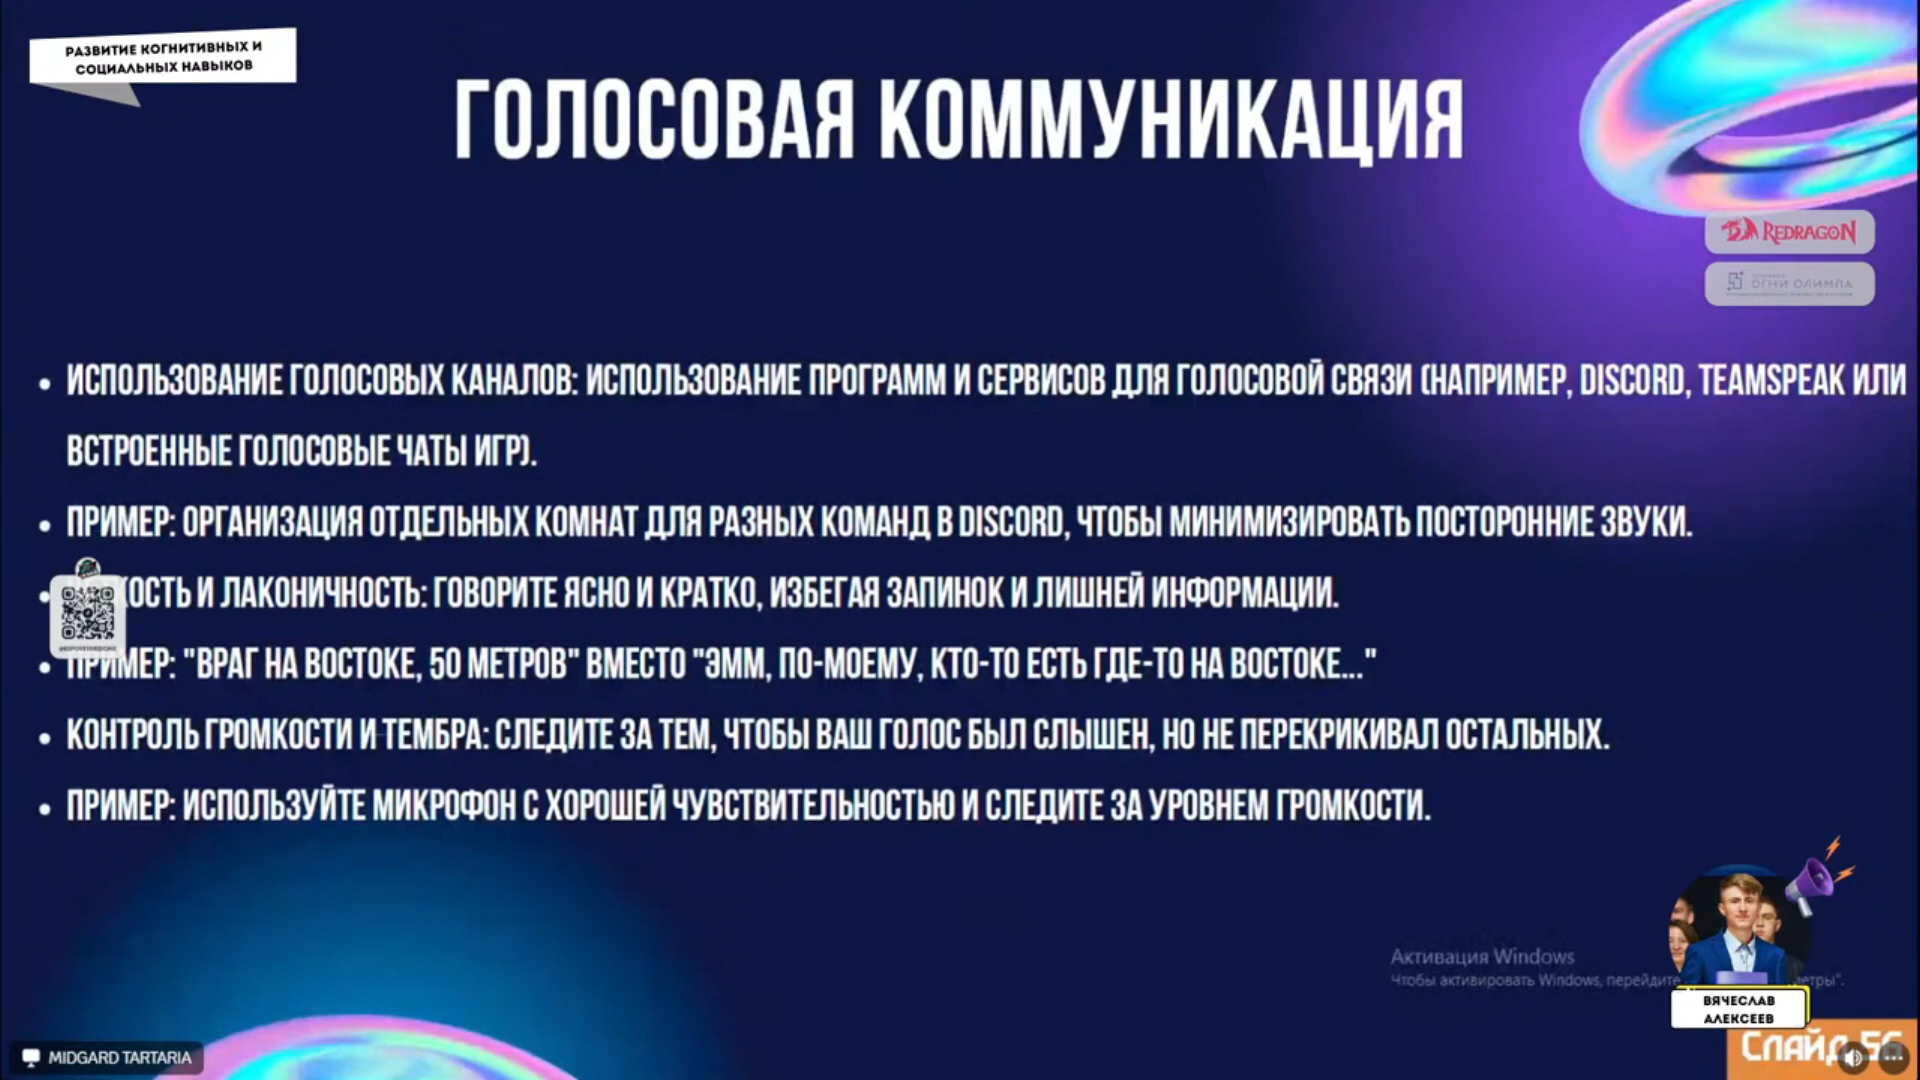 РАЗВИТИЕ КОГНИТИВНЫХ И
СОЦИАЛЬНЫХ НАВЫКОВ
ГОЛОСОВАЯ КОММУНИКАЦИЯ
REDRAGON
ОГНИ ОЛИМПА
• ИСПОЛЬЗОВАНИЕ ГОЛОСОВЫХ КАНАЛОВ: ИСПОЛЬЗОВАНИЕ ПРОГРАММ И СЕРВИСОВ ДЛЯ ГОЛОСОВОЙ СВЯЗИ (НАПРИМЕР, DISCORD, TEAMSPEAK ИЛИ
ВСТРОЕННЫЕ ГОЛОСОВЫЕ ЧАТЫ ИГР).
• ПРИМЕР: ОРГАНИЗАЦИЯ ОТДЕЛЬНЫХ КОМНАТ ДЛЯ РАЗНЫХ КОМАНД В DISCORD, ЧТОБЫ МИНИМИЗИРОВАТЬ ПОСТОРОННИЕ ЗВУКИ.
• И ЛАКОНИЧНОСТЬ: ГОВОРИТЕ ЯСНО И КРАТКО, ИЗБЕГАЯ ЗАПИНОК И ЛИШНЕЙ ИНФОРМАЦИИ.
• ПРИМЕР: "ВРАГ НА ВОСТОКЕ, 50 МЕТРОВ" ВМЕСТО "ЭММ, ПО-МОЕМУ, КТО-ТО ЕСТЬ ГДЕ-ТО НА ВОСТОКЕ..."
• КОНТРОЛЬ ГРОМКОСТИ И ТЕМБРА: СЛЕДИТЕ ЗА ТЕМ, ЧТОБЫ ВАШ ГОЛОС БЫЛ СЛЫШЕН, НО НЕ ПЕРЕКРИКИВАЛ ОСТАЛЬНЫХ.
• ПРИМЕР: ИСПОЛЬЗУЙТЕ МИКРОФОН С ХОРОШЕЙ ЧУВСТВИТЕЛЬНОСТЬЮ И СЛЕДИТЕ ЗА УРОВНЕМ ГРОМКОСТИ.
Активация Windows
Чтобы активировать Windows, перейдите
ВЯЧЕСЛАВ
АЛЕКСЕЕВ
MIDGARD TARTARIA
Слайд